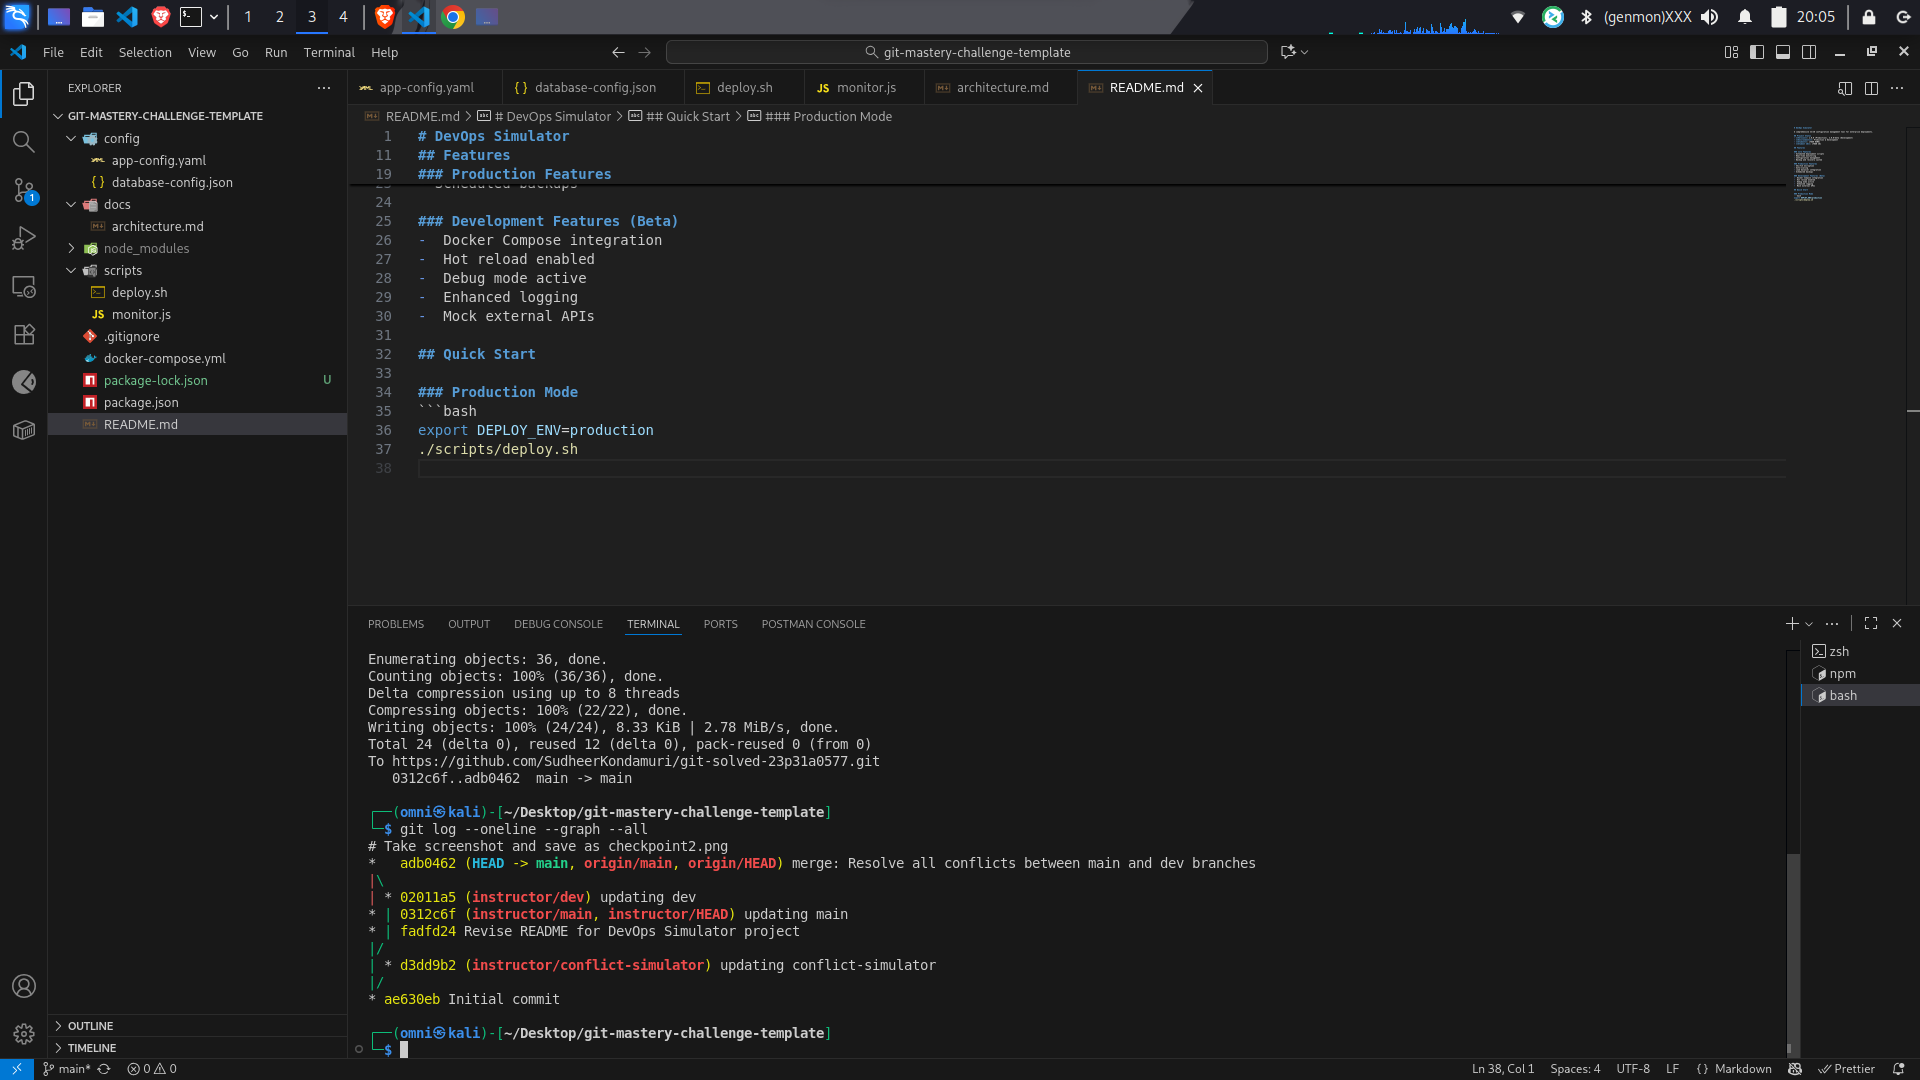 1 2 3 4
(genmon)XXX 20:05
File Edit Selection View Go Run Terminal Help
git-mastery-challenge-template
EXPLORER
GIT-MASTERY-CHALLENGE-TEMPLATE
config
app-config.yaml
database-config.json
docs
architecture.md
node_modules
scripts
deploy.sh
JS monitor.js
.gitignore
docker-compose.yml
package-lock.json U
package.json
README.md
OUTLINE
TIMELINE
1
app-config.yaml { } database-config.json deploy.sh JS monitor.js architecture.md README.md
README.md > # DevOps Simulator > ## Quick Start > ### Production Mode
1 # DevOps Simulator
11 ## Features
19 ### Production Features
23 - Scheduled backups
24
25 ### Development Features (Beta)
26 - Docker Compose integration
27 - Hot reload enabled
28 - Debug mode active
29 - Enhanced logging
30 - Mock external APIs
31
32 ## Quick Start
33
34 ### Production Mode
35 ```bash
36 export DEPLOY_ENV=production
37 ./scripts/deploy.sh
38
PROBLEMS OUTPUT DEBUG CONSOLE TERMINAL PORTS POSTMAN CONSOLE
Enumerating objects: 36, done.
Counting objects: 100% (36/36), done.
Delta compression using up to 8 threads
Compressing objects: 100% (22/22), done.
Writing objects: 100% (24/24), 8.33 KiB | 2.78 MiB/s, done.
Total 24 (delta 0), reused 12 (delta 0), pack-reused 0 (from 0)
To https://github.com/SudheerKondamuri/git-solved-23p31a0577.git
0312c6f..adb0462 main -> main
┌──(omni㉿kali)-[~/Desktop/git-mastery-challenge-template]
└─$ git log --oneline --graph --all
# Take screenshot and save as checkpoint2.png
* adb0462 (HEAD -> main, origin/main, origin/HEAD) merge: Resolve all conflicts between main and dev branches
|\
| * 02011a5 (instructor/dev) updating dev
* | 0312c6f (instructor/main, instructor/HEAD) updating main
* | fadfd24 Revise README for DevOps Simulator project
|/
| * d3dd9b2 (instructor/conflict-simulator) updating conflict-simulator
|/
* ae630eb Initial commit
┌──(omni㉿kali)-[~/Desktop/git-mastery-challenge-template]
└─$
zsh
npm
bash
main* 0 0
Ln 38, Col 1 Spaces: 4 UTF-8 LF { } Markdown Prettier